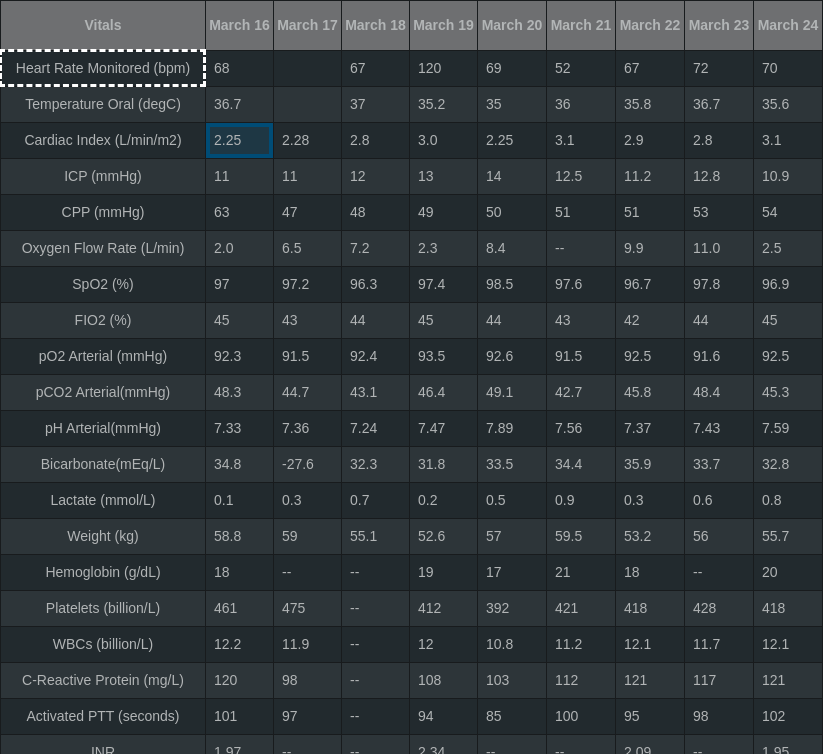 Vitals March 16 March 17 March 18 March 19 March 20 March 21 March 22 March 23 March 24
Heart Rate Monitored (bpm) 68 67 120 69 52 67 72 70
Temperature Oral (degC) 36.7 37 35.2 35 36 35.8 36.7 35.6
Cardiac Index (L/min/m2) 2.25 2.28 2.8 3.0 2.25 3.1 2.9 2.8 3.1
ICP (mmHg) 11 11 12 13 14 12.5 11.2 12.8 10.9
CPP (mmHg) 63 47 48 49 50 51 51 53 54
Oxygen Flow Rate (L/min) 2.0 6.5 7.2 2.3 8.4 -- 9.9 11.0 2.5
SpO2 (%) 97 97.2 96.3 97.4 98.5 97.6 96.7 97.8 96.9
FIO2 (%) 45 43 44 45 44 43 42 44 45
pO2 Arterial (mmHg) 92.3 91.5 92.4 93.5 92.6 91.5 92.5 91.6 92.5
pCO2 Arterial(mmHg) 48.3 44.7 43.1 46.4 49.1 42.7 45.8 48.4 45.3
pH Arterial(mmHg) 7.33 7.36 7.24 7.47 7.89 7.56 7.37 7.43 7.59
Bicarbonate(mEq/L) 34.8 -27.6 32.3 31.8 33.5 34.4 35.9 33.7 32.8
Lactate (mmol/L) 0.1 0.3 0.7 0.2 0.5 0.9 0.3 0.6 0.8
Weight (kg) 58.8 59 55.1 52.6 57 59.5 53.2 56 55.7
Hemoglobin (g/dL) 18 -- -- 19 17 21 18 -- 20
Platelets (billion/L) 461 475 -- 412 392 421 418 428 418
WBCs (billion/L) 12.2 11.9 -- 12 10.8 11.2 12.1 11.7 12.1
C-Reactive Protein (mg/L) 120 98 -- 108 103 112 121 117 121
Activated PTT (seconds) 101 97 -- 94 85 100 95 98 102
INR 1.97 -- -- 2.34 -- -- 2.09 -- 1.95